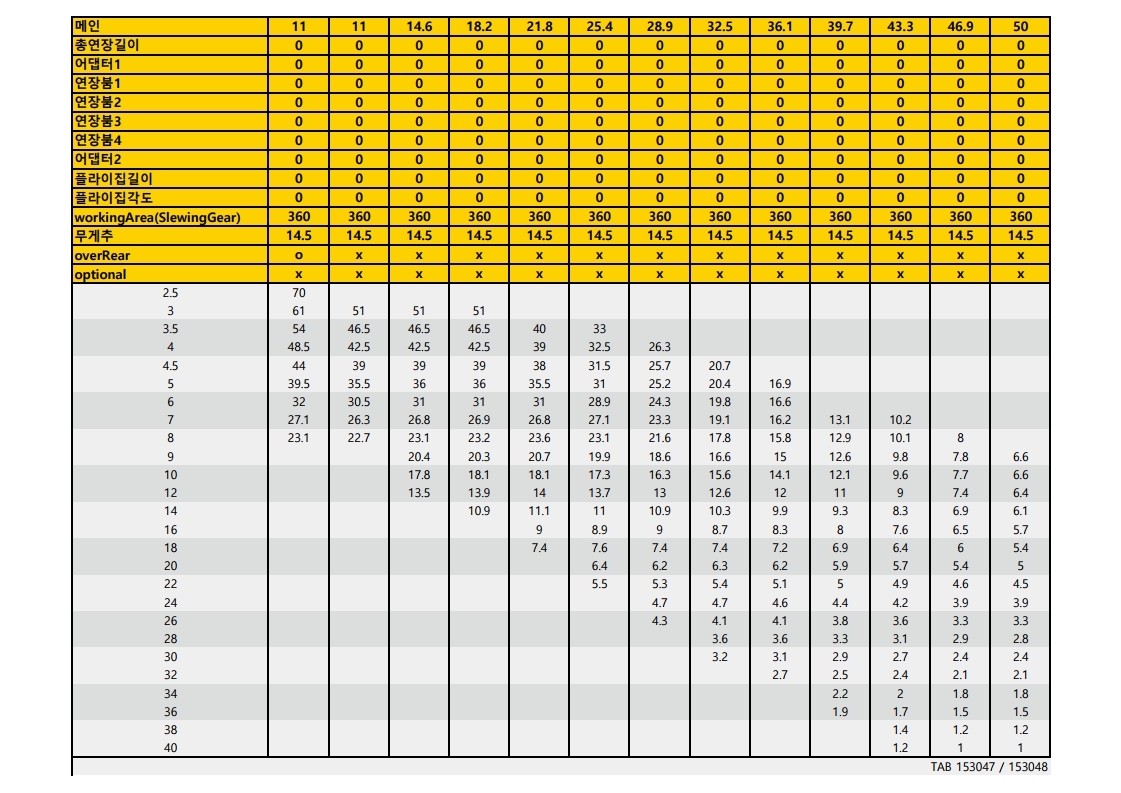 메인 11 11 14.6 18.2 21.8 25.4 28.9 32.5 36.1 39.7 43.3 46.9 50
총연장길이 0 0 0 0 0 0 0 0 0 0 0 0 0
어댑터1 0 0 0 0 0 0 0 0 0 0 0 0 0
연장붐1 0 0 0 0 0 0 0 0 0 0 0 0 0
연장붐2 0 0 0 0 0 0 0 0 0 0 0 0 0
연장붐3 0 0 0 0 0 0 0 0 0 0 0 0 0
연장붐4 0 0 0 0 0 0 0 0 0 0 0 0 0
어댑터2 0 0 0 0 0 0 0 0 0 0 0 0 0
플라이집길이 0 0 0 0 0 0 0 0 0 0 0 0 0
플라이집각도 0 0 0 0 0 0 0 0 0 0 0 0 0
workingArea(SlewingGear) 360 360 360 360 360 360 360 360 360 360 360 360 360
무게추 14.5 14.5 14.5 14.5 14.5 14.5 14.5 14.5 14.5 14.5 14.5 14.5 14.5
overRear o x x x x x x x x x x x x
optional x x x x x x x x x x x x x
2.5 70
3 61 51 51 51
3.5 54 46.5 46.5 46.5 40 33
4 48.5 42.5 42.5 42.5 39 32.5 26.3
4.5 44 39 39 39 38 31.5 25.7 20.7
5 39.5 35.5 36 36 35.5 31 25.2 20.4 16.9
6 32 30.5 31 31 31 28.9 24.3 19.8 16.6
7 27.1 26.3 26.8 26.9 26.8 27.1 23.3 19.1 16.2 13.1 10.2
8 23.1 22.7 23.1 23.2 23.6 23.1 21.6 17.8 15.8 12.9 10.1 8
9 20.4 20.3 20.7 19.9 18.6 16.6 15 12.6 9.8 7.8 6.6
10 17.8 18.1 18.1 17.3 16.3 15.6 14.1 12.1 9.6 7.7 6.6
12 13.5 13.9 14 13.7 13 12.6 12 11 9 7.4 6.4
14 10.9 11.1 11 10.9 10.3 9.9 9.3 8.3 6.9 6.1
16 9 8.9 9 8.7 8.3 8 7.6 6.5 5.7
18 7.4 7.6 7.4 7.4 7.2 6.9 6.4 6 5.4
20 6.4 6.2 6.3 6.2 5.9 5.7 5.4 5
22 5.5 5.3 5.4 5.1 5 4.9 4.6 4.5
24 4.7 4.7 4.6 4.4 4.2 3.9 3.9
26 4.3 4.1 4.1 3.8 3.6 3.3 3.3
28 3.6 3.6 3.3 3.1 2.9 2.8
30 3.2 3.1 2.9 2.7 2.4 2.4
32 2.7 2.5 2.4 2.1 2.1
34 2.2 2 1.8 1.8
36 1.9 1.7 1.5 1.5
38 1.4 1.2 1.2
40 1.2 1 1
TAB 153047 / 153048